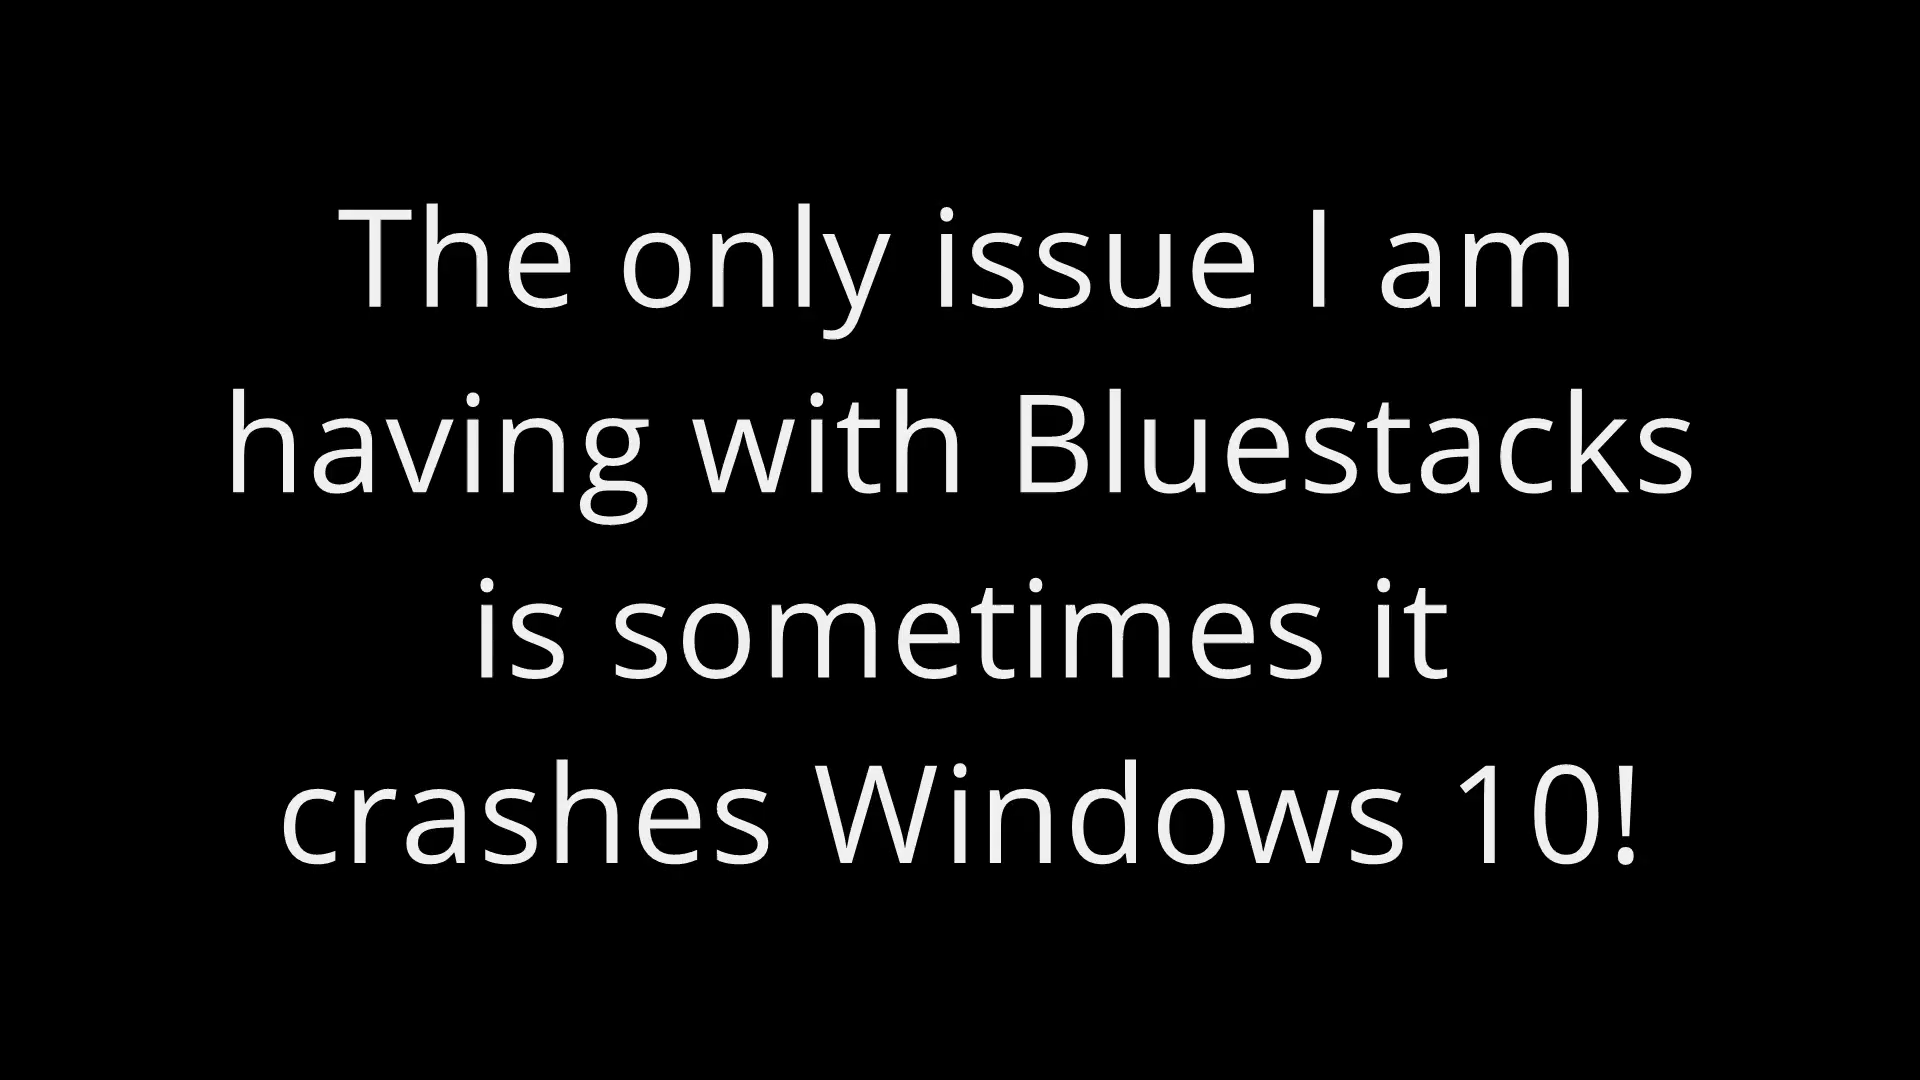 The only issue I am
having with Bluestacks
is sometimes it
crashes Windows 10!